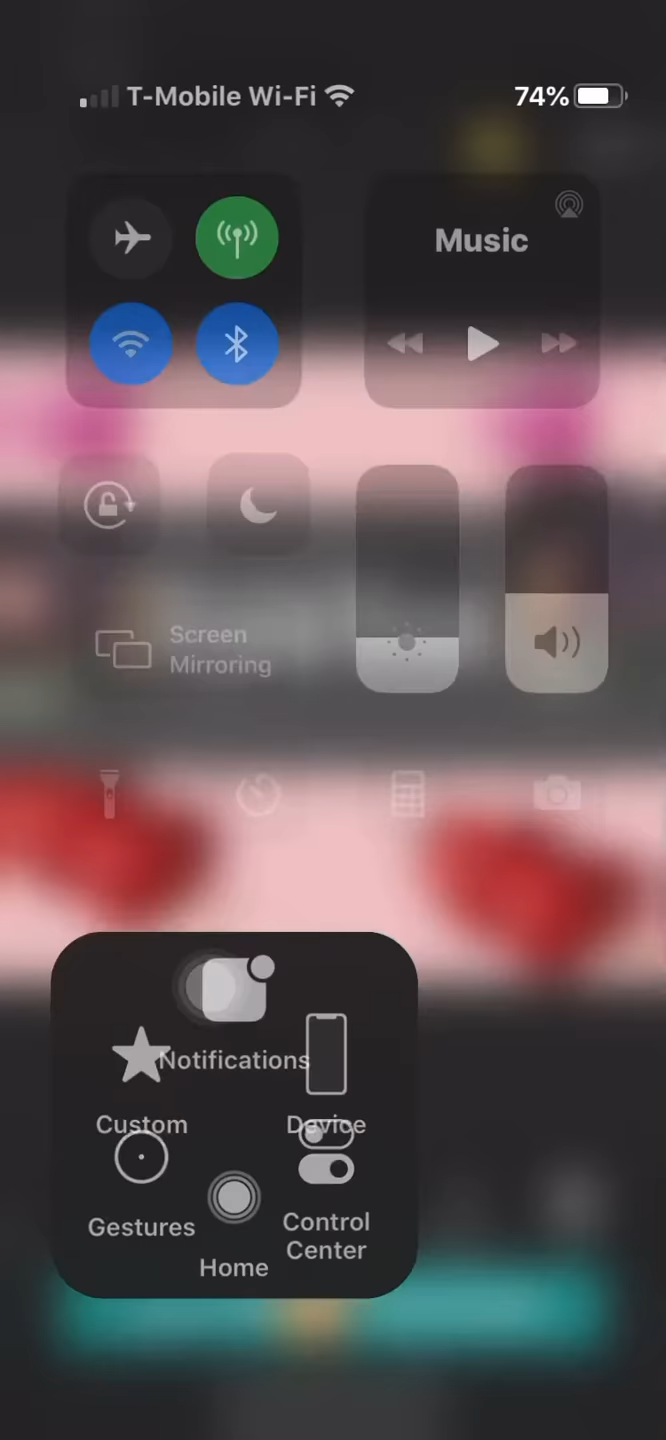 T-Mobile Wi-Fi 74%
Music
Screen
Mirroring
Notifications
Custom
Device
Gestures
Control
Center
Home